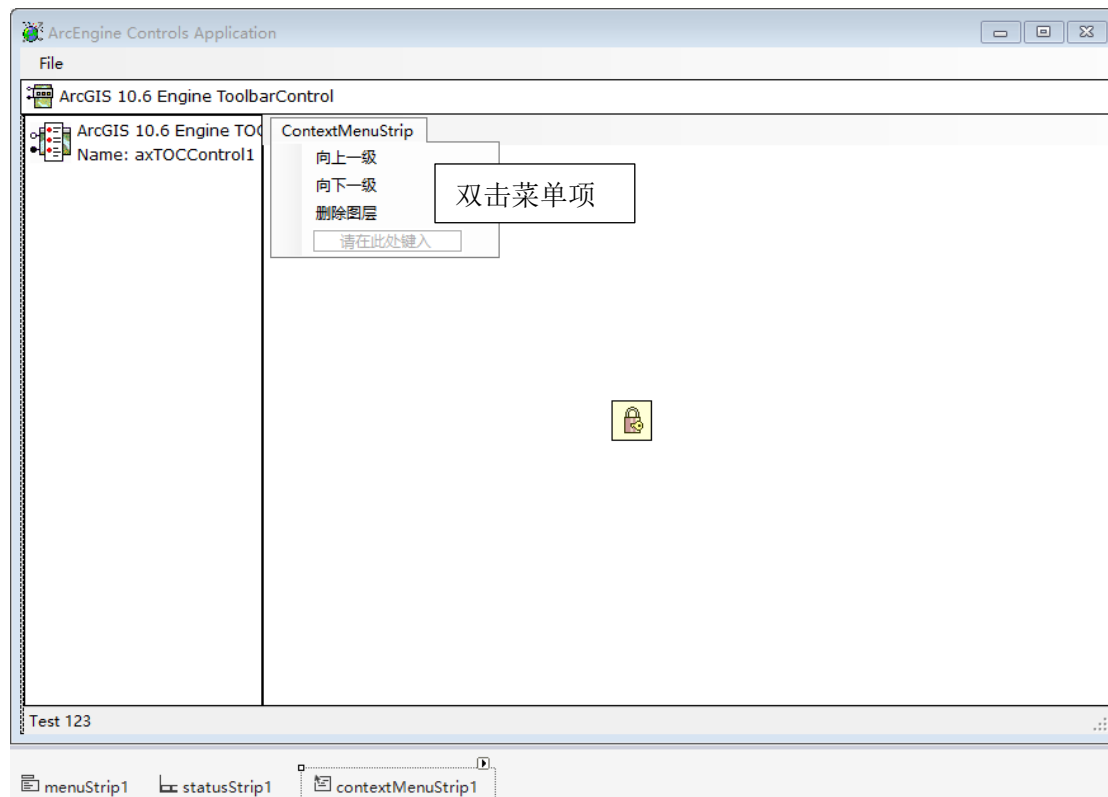 ArcEngine Controls Application
File
ArcGIS 10.6 Engine ToolbarControl
ArcGIS 10.6 Engine TOC
Name: axTOCControl1
ContextMenuStrip
向上一级
向下一级
删除图层
请在此处键入
双击菜单项
Test 123
menuStrip1
statusStrip1
contextMenuStrip1